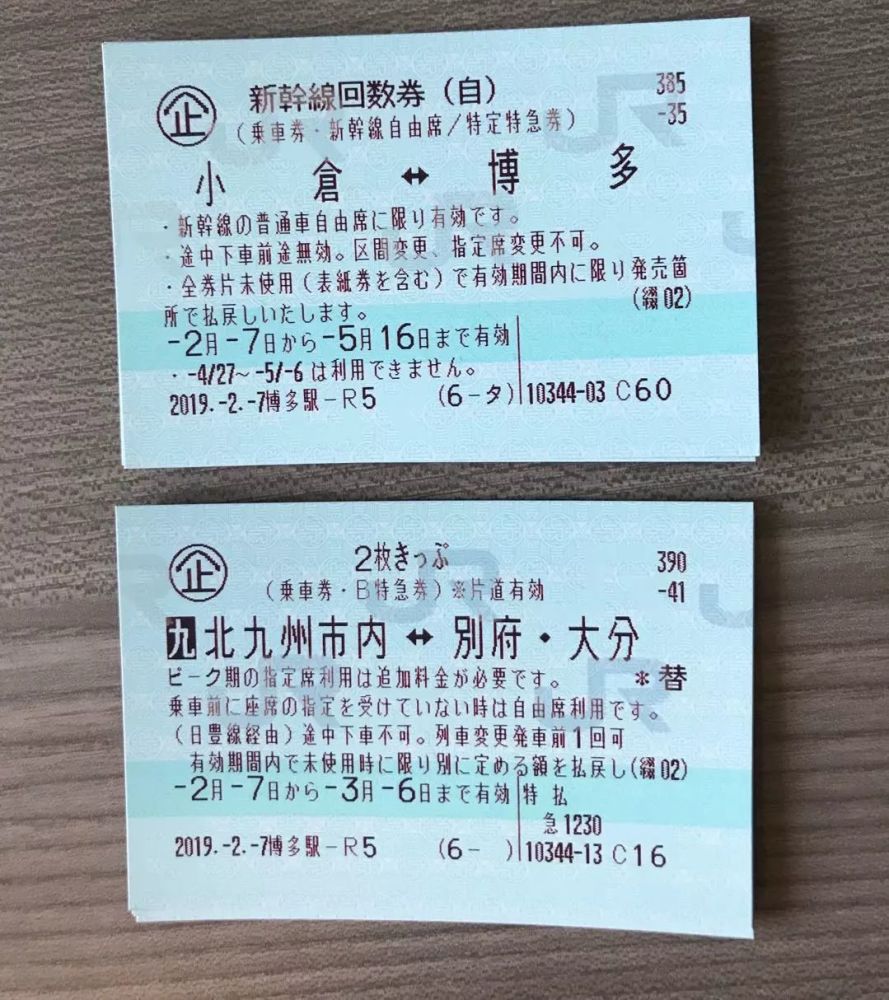 企 新幹線回数券（自） 385
（乗車券・新幹線自由席／特定特急券） -35
小倉 ↔ 博多
・新幹線の普通車自由席に限り有効です。
・途中下車前途無効。区間変更、指定席変更不可。
・全券片未使用（表紙券を含む）で有効期間内に限り発売箇
所で払戻しいたします。 （綴02）
-2月-7日から-5月16日まで有効
・-4/27～-5/-6は利用できません。
2019.-2.-7博多駅-R5 （6-タ） 10344-03 C60
企 2枚きっぷ 390
（乗車券・B特急券）※片道有効 -41
九 北九州市内 ↔ 別府・大分
ピーク期の指定席利用は追加料金が必要です。 ＊替
乗車前に座席の指定を受けていない時は自由席利用です。
（日豊線経由）途中下車不可。列車変更発車前1回可
有効期間内で未使用時に限り別に定める額を払戻し（綴02）
-2月-7日から-3月-6日まで有効 特払
急1230
2019.-2.-7博多駅-R5 （6- ） 10344-13 C16